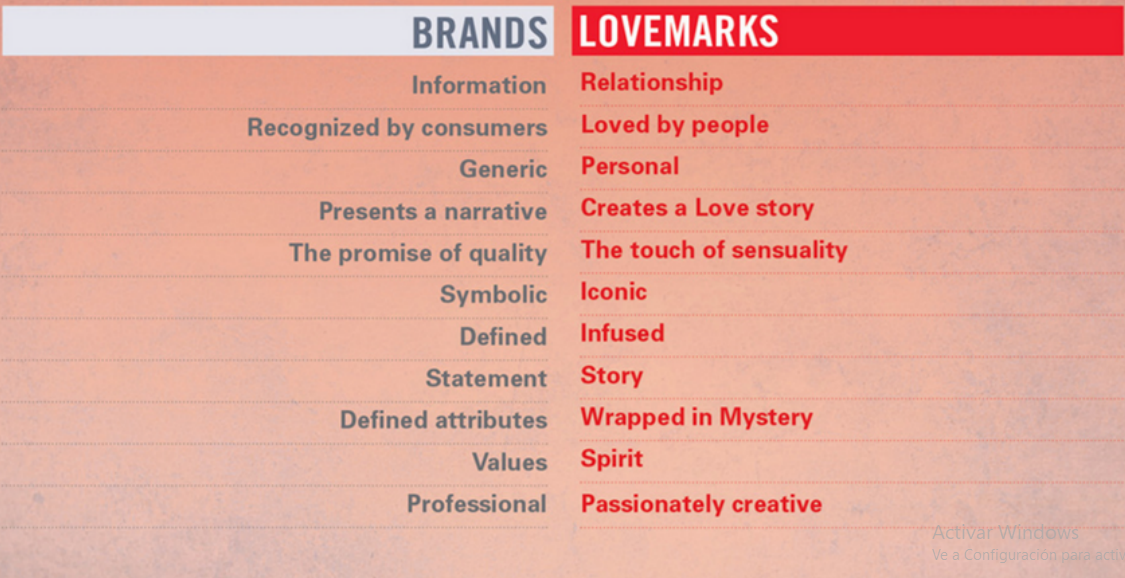 BRANDS LOVEMARKS
Information Relationship
Recognized by consumers Loved by people
Generic Personal
Presents a narrative Creates a Love story
The promise of quality The touch of sensuality
Symbolic Iconic
Defined Infused
Statement Story
Defined attributes Wrapped in Mystery
Values Spirit
Professional Passionately creative
Activar Windows
Ve a Configuración para activ